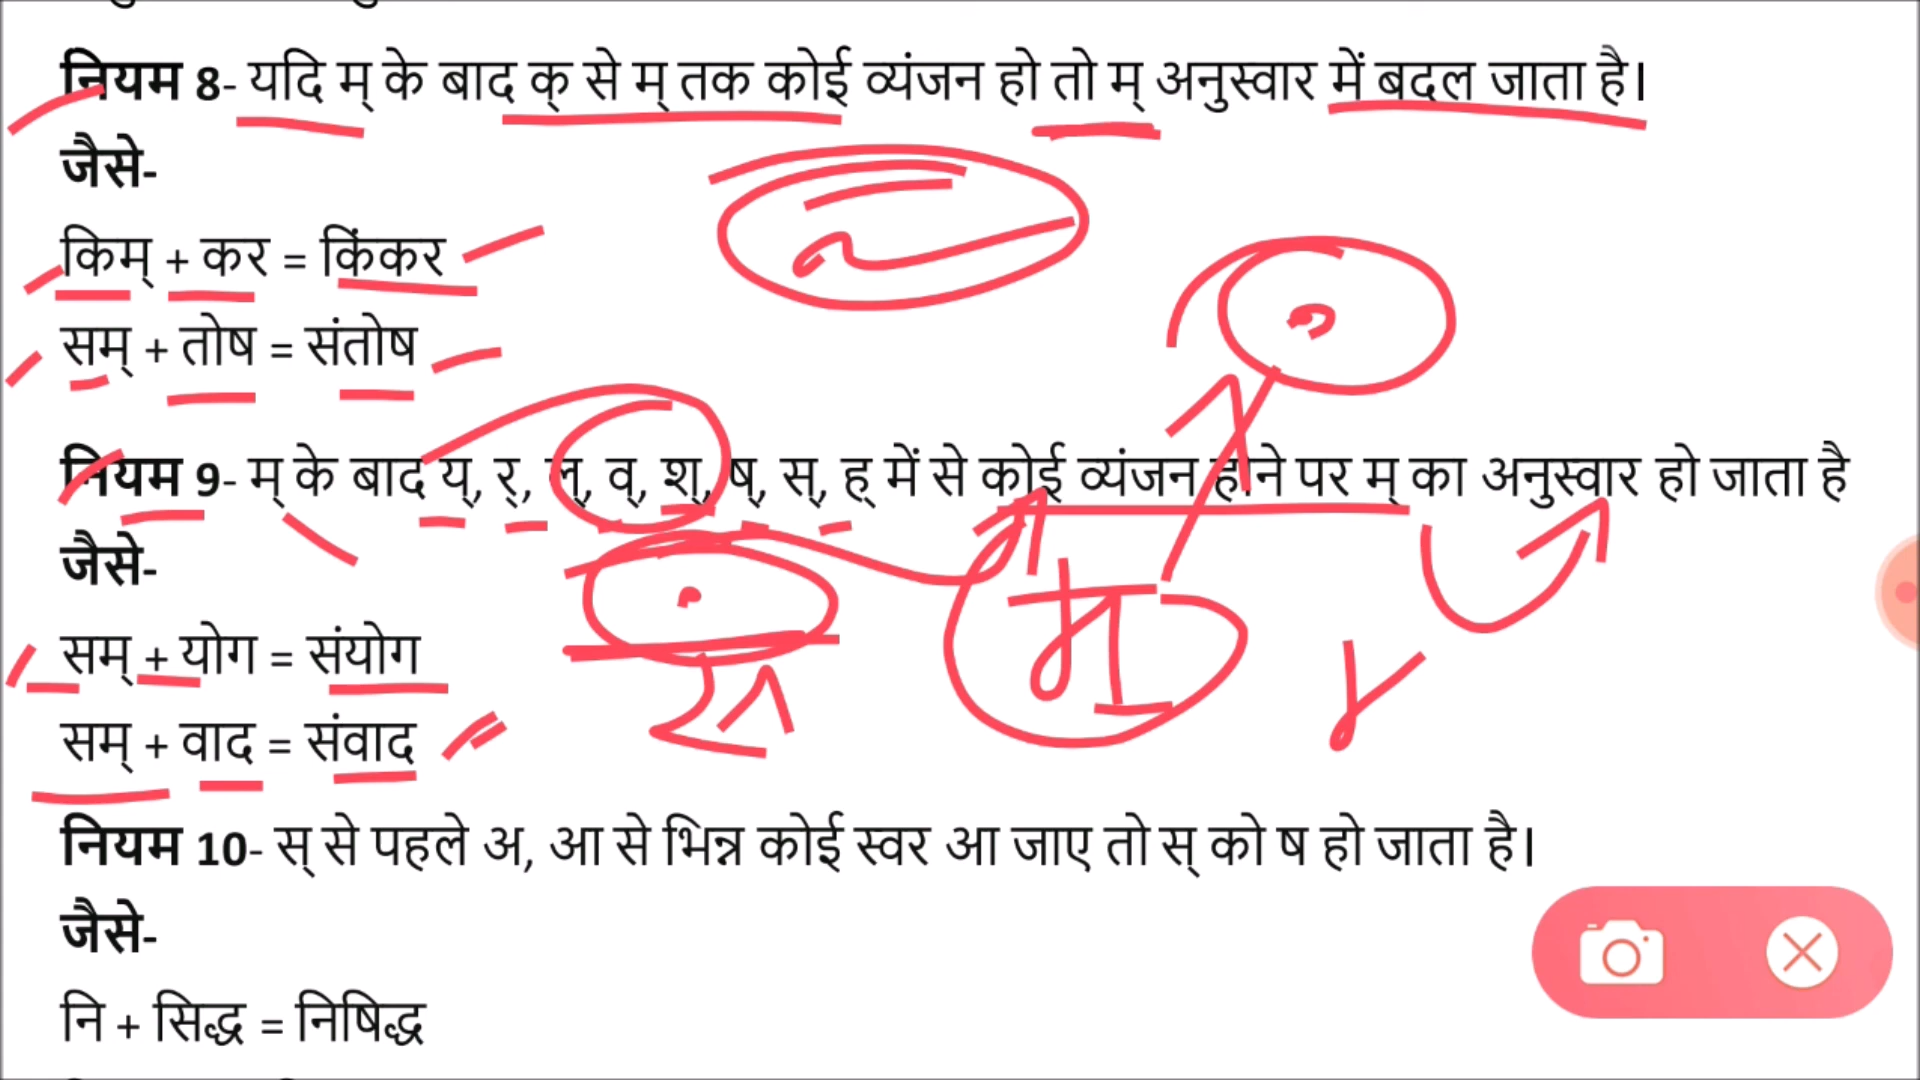 नियम 8- यदि म् के बाद क् से म् तक कोई व्यंजन हो तो म् अनुस्वार में बदल जाता है।
जैसे-
किम् + कर = किंकर
सम् + तोष = संतोष
नियम 9- म् के बाद य्, र्, ल्, व्, श्, ष्, स्, ह् में से कोई व्यंजन होने पर म् का अनुस्वार हो जाता है
जैसे-
सम् + योग = संयोग
सम् + वाद = संवाद
नियम 10- स् से पहले अ, आ से भिन्न कोई स्वर आ जाए तो स् को ष हो जाता है।
जैसे-
नि + सिद्ध = निषिद्ध